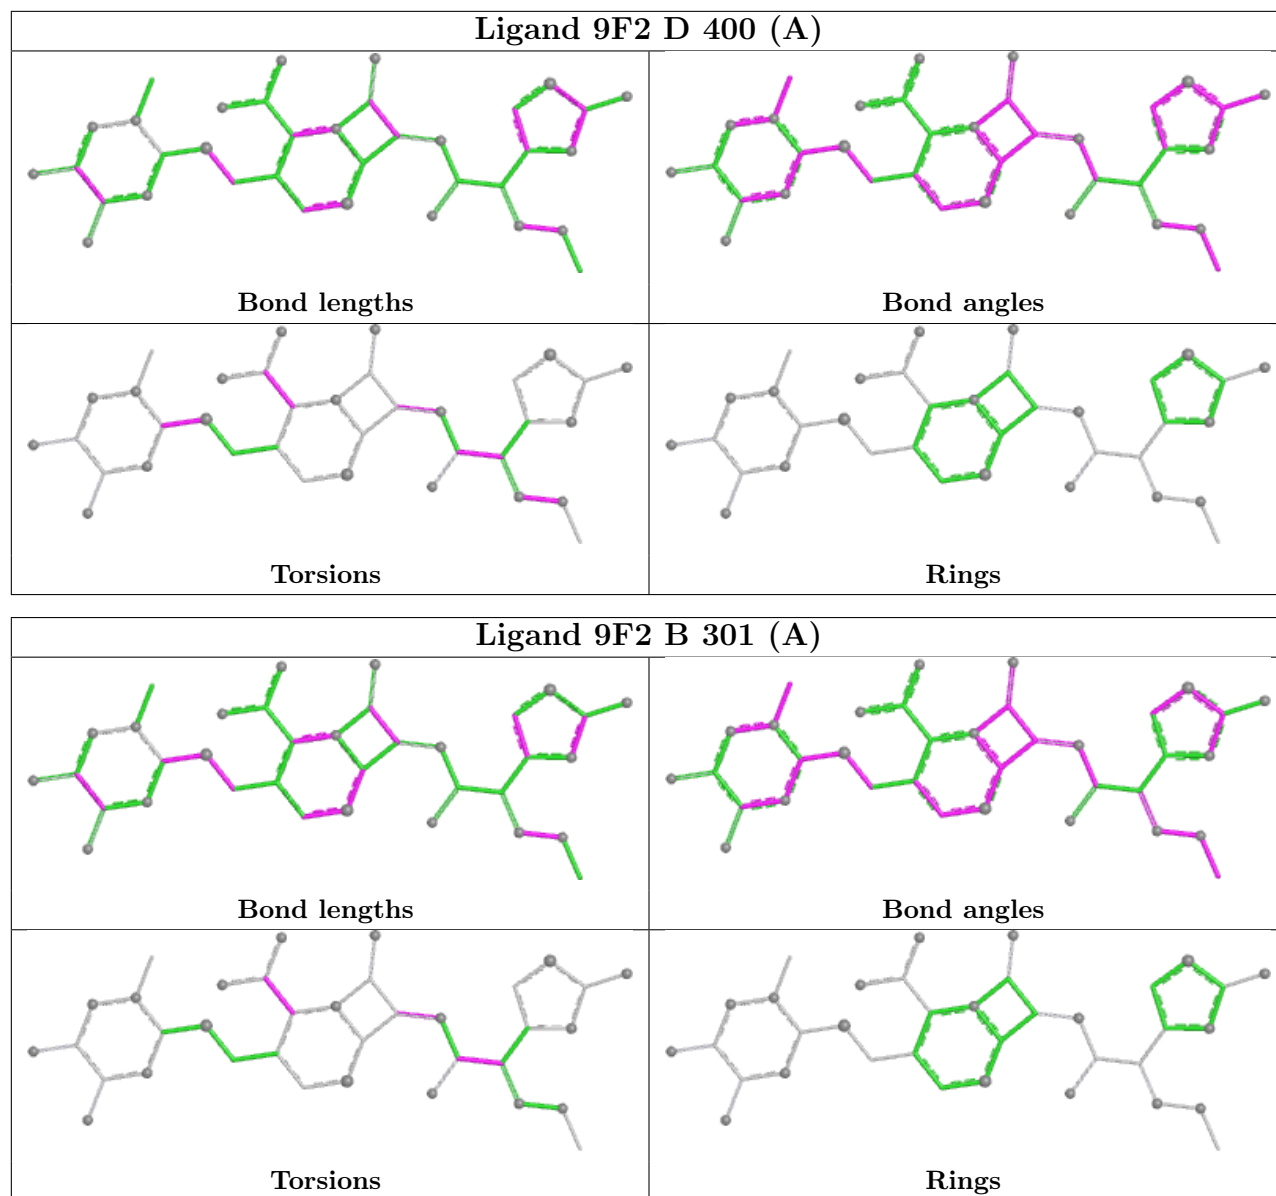 Ligand 9F2 D 400 (A)
Bond lengths
Bond angles
Torsions
Rings
Ligand 9F2 B 301 (A)
Bond lengths
Bond angles
Torsions
Rings